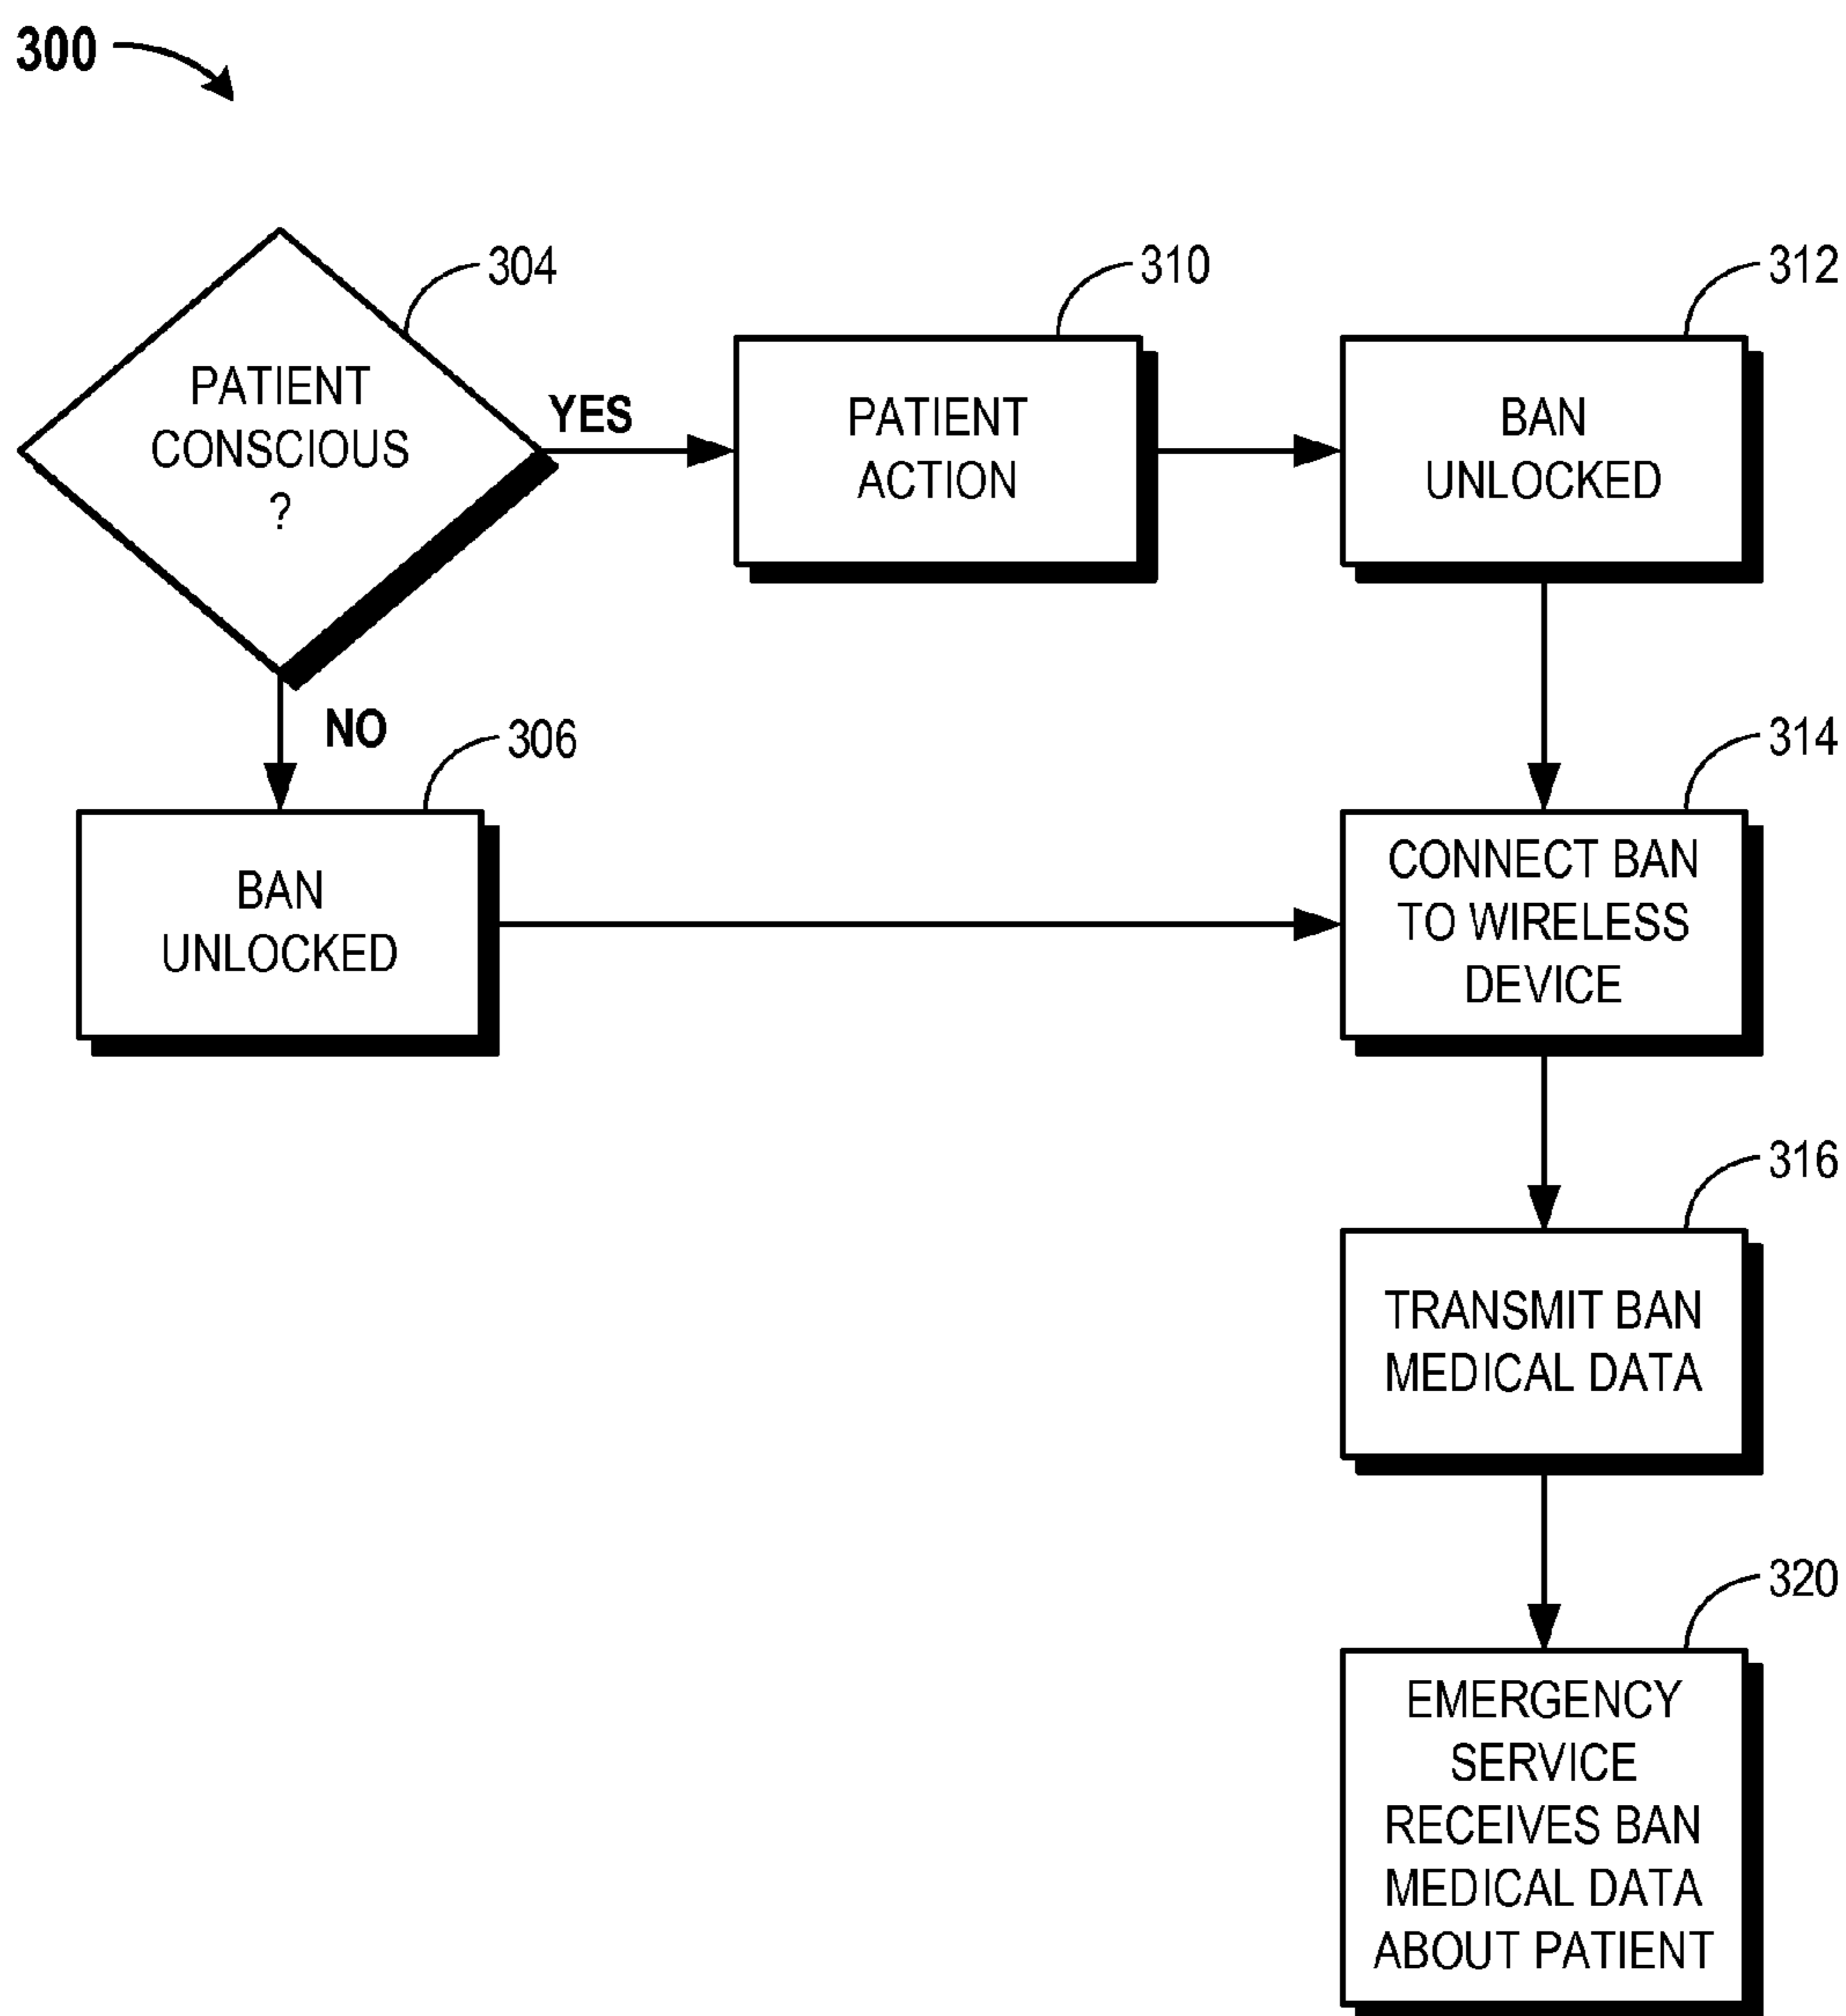 300
304
PATIENT
CONSCIOUS
?
YES
310
PATIENT
ACTION
312
BAN
UNLOCKED
NO
306
BAN
UNLOCKED
314
CONNECT BAN
TO WIRELESS
DEVICE
316
TRANSMIT BAN
MEDICAL DATA
320
EMERGENCY
SERVICE
RECEIVES BAN
MEDICAL DATA
ABOUT PATIENT